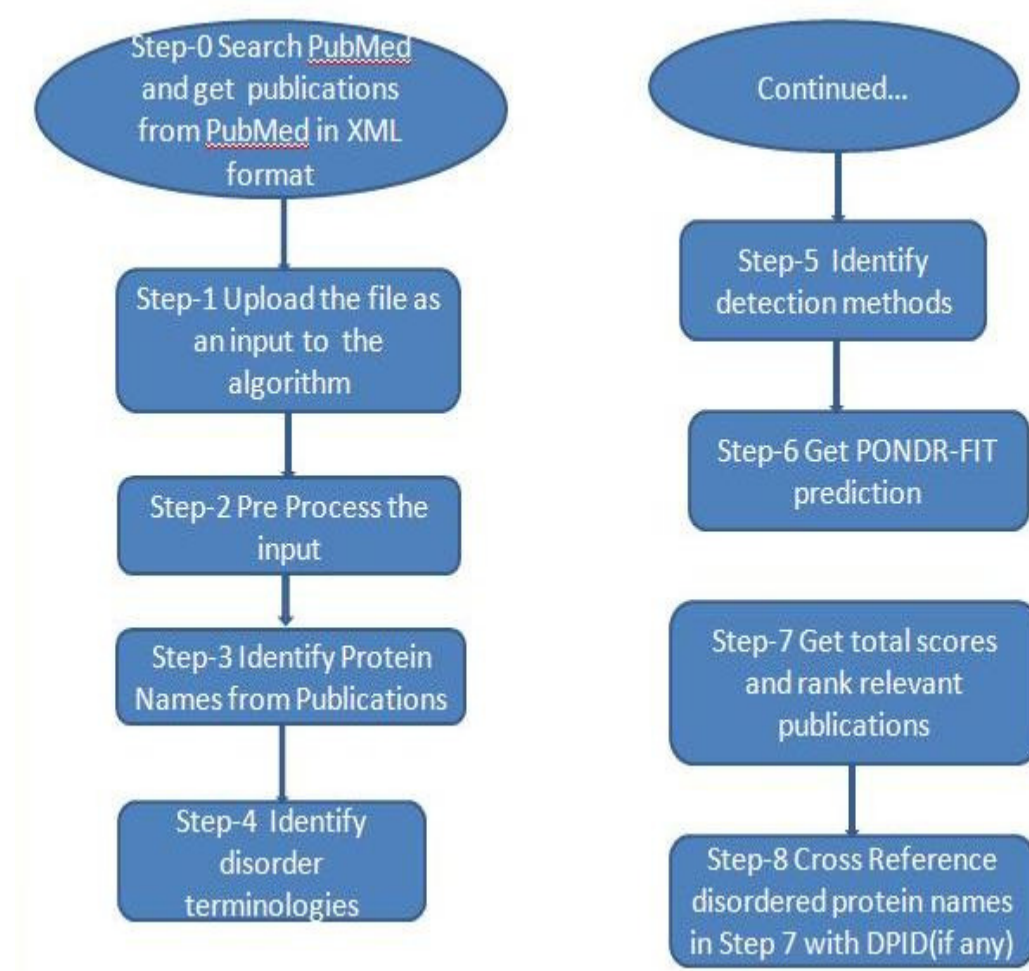 Step-0 Search PubMed
and get publications
from PubMed in XML
format
Step-1 Upload the file as
an input to the
algorithm
Step-2 Pre Process the
input
Step-3 Identify Protein
Names from Publications
Step-4 Identify
disorder
terminologies
Continued...
Step-5 Identify
detection methods
Step-6 Get PONDR-FIT
prediction
Step-7 Get total scores
and rank relevant
publications
Step-8 Cross Reference
disordered protein names
in Step 7 with DPID(if any)